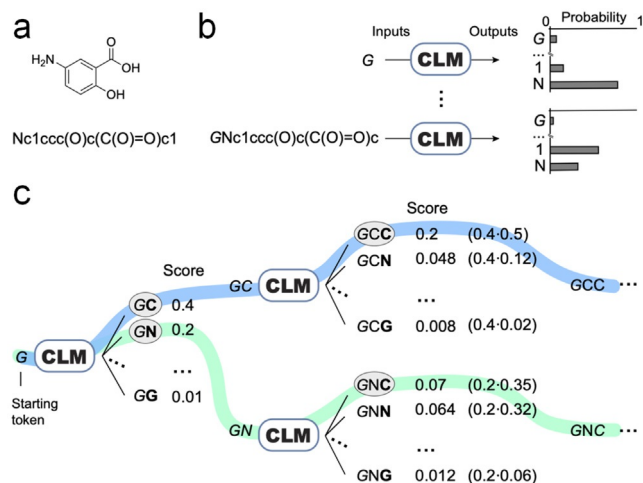 a
H₂N
O
OH
OH
Nc1ccc(O)c(C(O)=O)c1
b
Inputs
Outputs
0 Probability 1
G
CLM
G
...
1
N
⋮
GNc1ccc(O)c(C(O)=O)c
CLM
G
...
1
N
c
Score
GCC 0.2 (0.4·0.5)
GCN 0.048 (0.4·0.12)
...
GCG 0.008 (0.4·0.02)
Score
GC 0.4
GN 0.2
...
GG 0.01
GC
CLM
GCC ...
G
CLM
Starting
token
GNC 0.07 (0.2·0.35)
GNN 0.064 (0.2·0.32)
...
GNG 0.012 (0.2·0.06)
GN
CLM
GNC ...